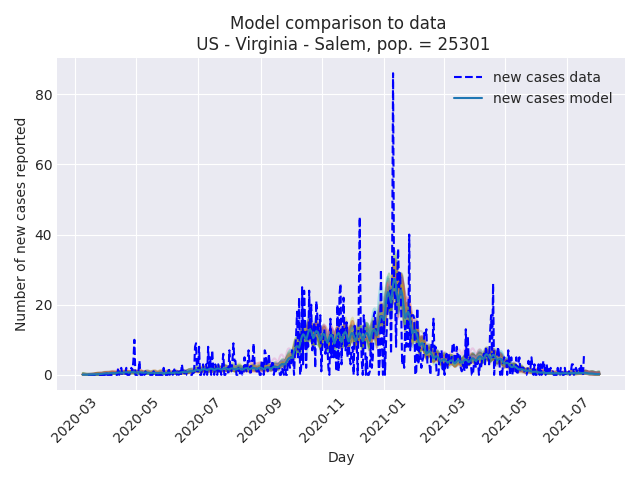 Model comparison to data
US - Virginia - Salem, pop. = 25301
new cases data
new cases model
Number of new cases reported
80
60
40
20
0
2020-03
2020-05
2020-07
2020-09
2020-11
2021-01
2021-03
2021-05
2021-07
Day